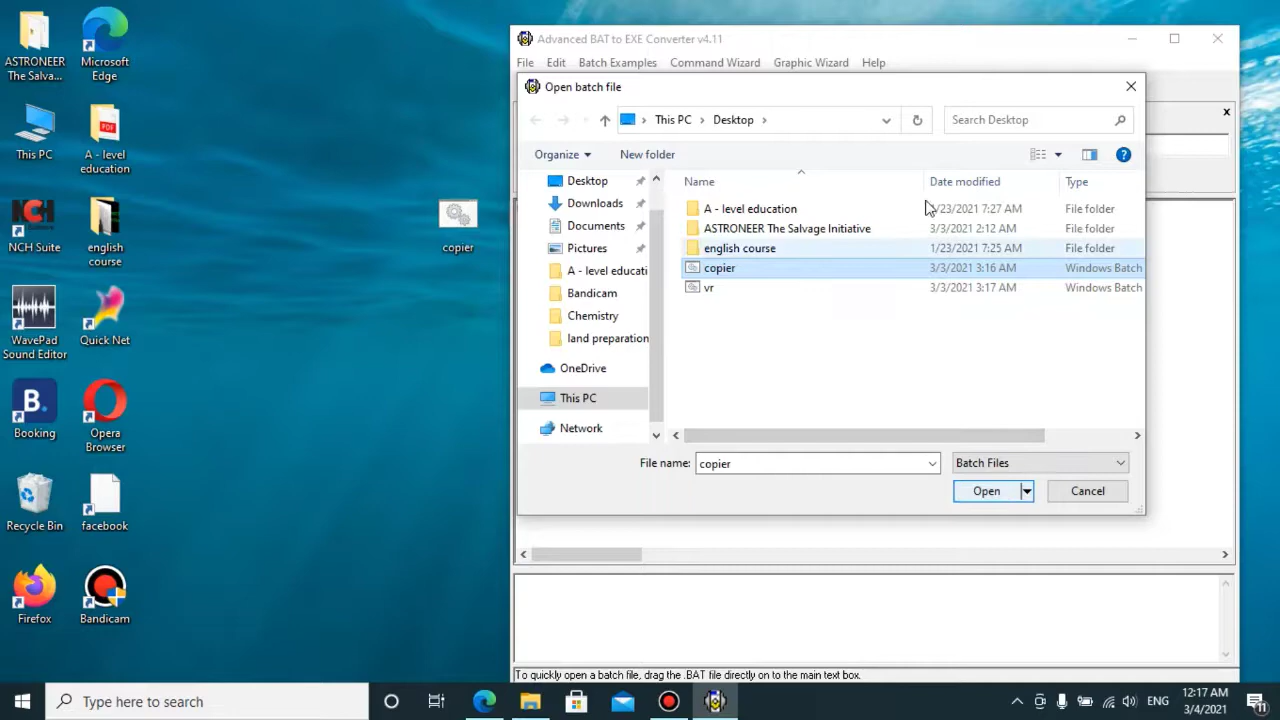 ASTRONEER
The Salva...
Microsoft
Edge
This PC
A - level
education
NCH Suite
english
course
WavePad
Sound Editor
Quick Net
Booking
Opera
Browser
Recycle Bin
facebook
Firefox
Bandicam
copier
Advanced BAT to EXE Converter v4.11
File Edit Batch Examples Command Wizard Graphic Wizard Help
Open batch file
This PC > Desktop >
Search Desktop
Organize
New folder
Desktop
Downloads
Documents
Pictures
A - level educati
Bandicam
Chemistry
land preparation
OneDrive
This PC
Network
Name Date modified Type
A - level education /23/2021 7:27 AM File folder
ASTRONEER The Salvage Initiative 3/3/2021 2:12 AM File folder
english course 1/23/2021 7:25 AM File folder
copier 3/3/2021 3:16 AM Windows Batch
vr 3/3/2021 3:17 AM Windows Batch
File name: copier Batch Files
Open Cancel
To quickly open a batch file, drag the .BAT file directly on to the main text box.
Type here to search
ENG
12:17 AM
3/4/2021
11